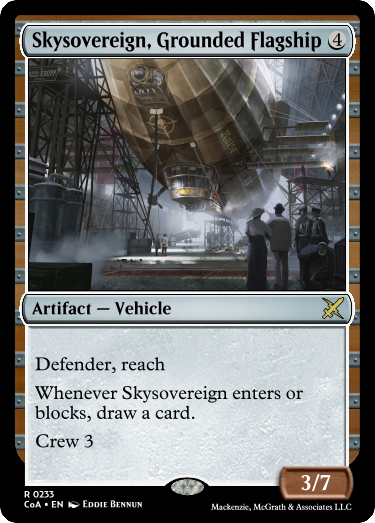 Skysovereign, Grounded Flagship 4
Artifact — Vehicle
Defender, reach
Whenever Skysovereign enters or
blocks, draw a card.
Crew 3
3/7
R 0233
CoA • EN Eddie Bennun
Mackenzie, McGrath & Associates LLC